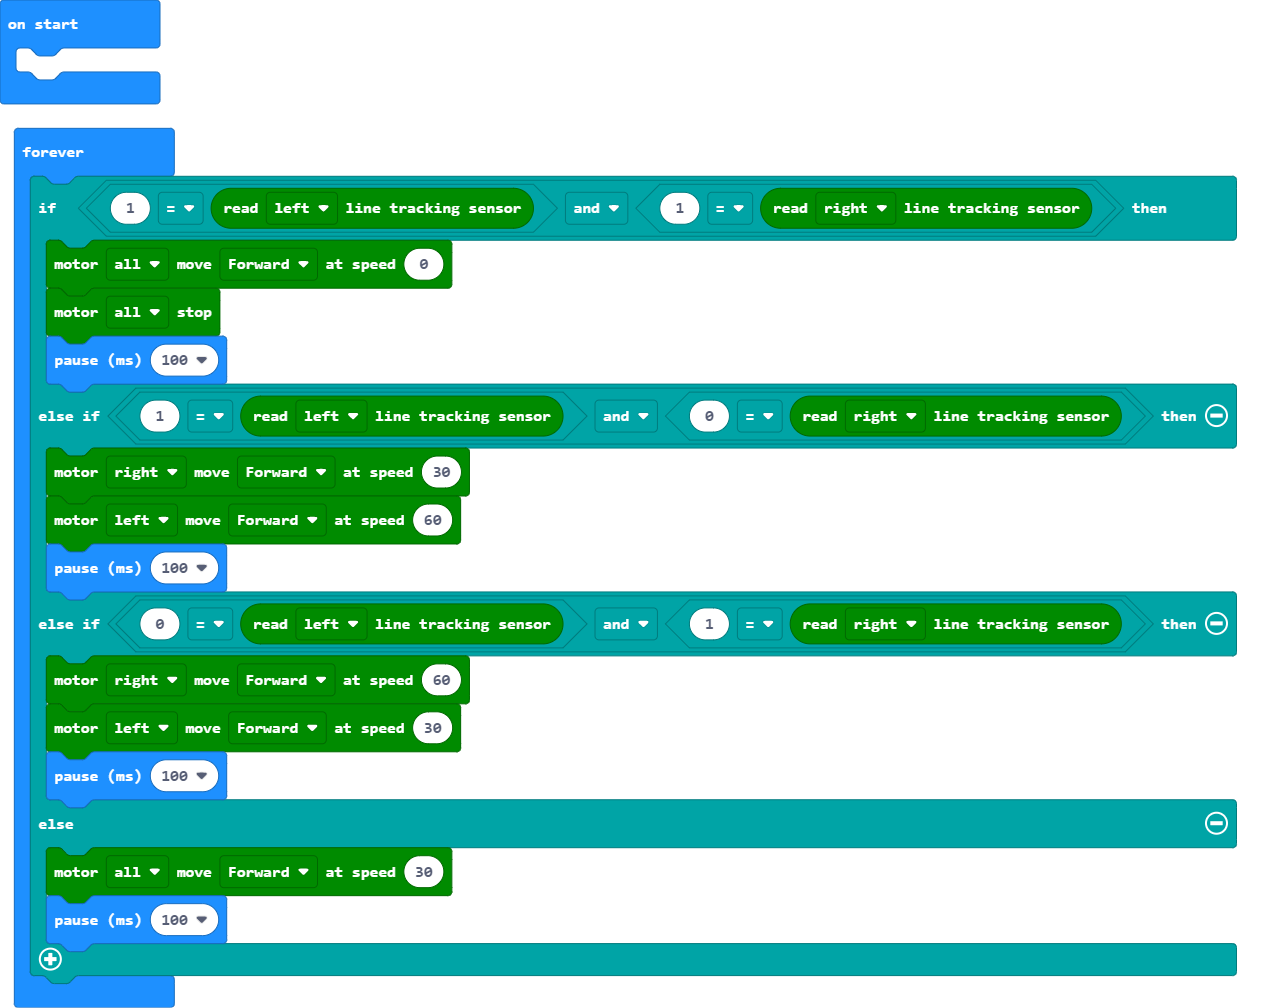 on start
forever
if 1 = read left line tracking sensor and 1 = read right line tracking sensor then
motor all move Forward at speed 0
motor all stop
pause (ms) 100
else if 1 = read left line tracking sensor and 0 = read right line tracking sensor then
motor right move Forward at speed 30
motor left move Forward at speed 60
pause (ms) 100
else if 0 = read left line tracking sensor and 1 = read right line tracking sensor then
motor right move Forward at speed 60
motor left move Forward at speed 30
pause (ms) 100
else
motor all move Forward at speed 30
pause (ms) 100